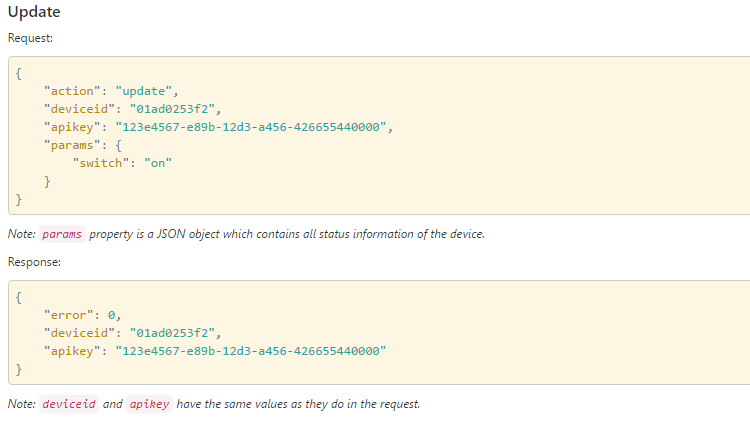 Update
Request:
{
    "action": "update",
    "deviceid": "01ad0253f2",
    "apikey": "123e4567-e89b-12d3-a456-426655440000",
    "params": {
        "switch": "on"
    }
}
Note: params property is a JSON object which contains all status information of the device.
Response:
{
    "error": 0,
    "deviceid": "01ad0253f2",
    "apikey": "123e4567-e89b-12d3-a456-426655440000"
}
Note: deviceid and apikey have the same values as they do in the request.